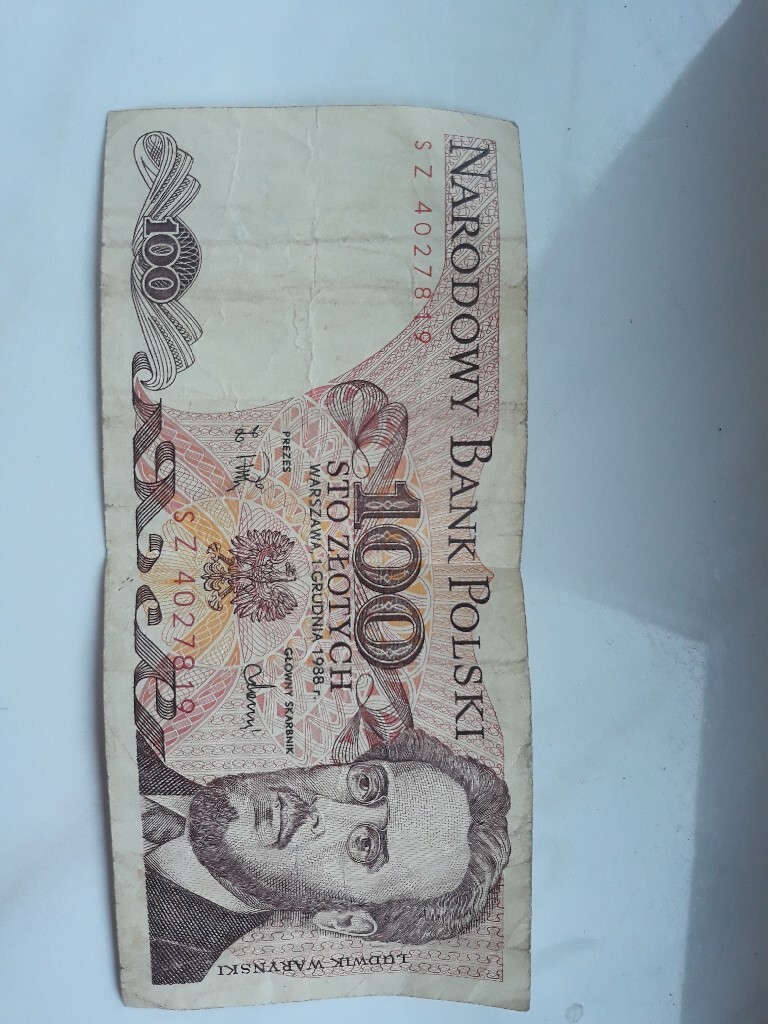 NARODOWY BANK POLSKI
SZ 4027819
100
STO ZŁOTYCH
WARSZAWA 1 GRUDNIA 1988 r.
PREZES
GŁÓWNY SKARBNIK
SZ 4027819
100
LUDWIK WARYŃSKI